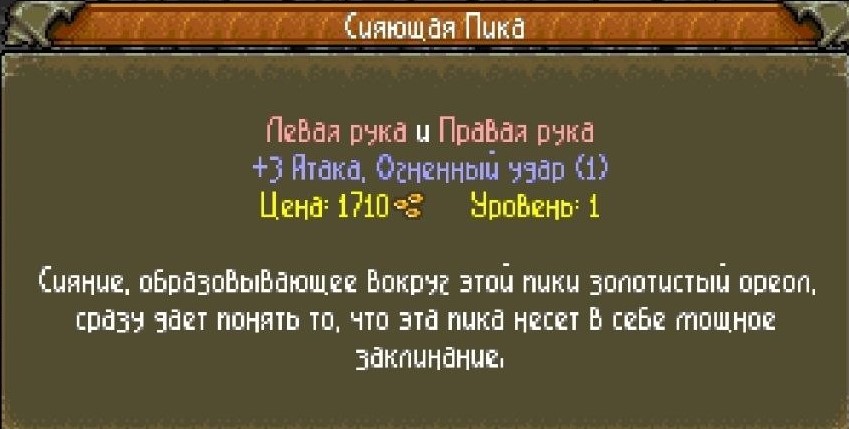 Сияющая Пика
Левая рука и Правая рука
+3 Атака, Огненный удар (1)
Цена: 1710 Уровень: 1
Сияние, образовывающее вокруг этой пики золотистый ореол,
сразу дает понять то, что эта пика несет в себе мощное
заклинание.